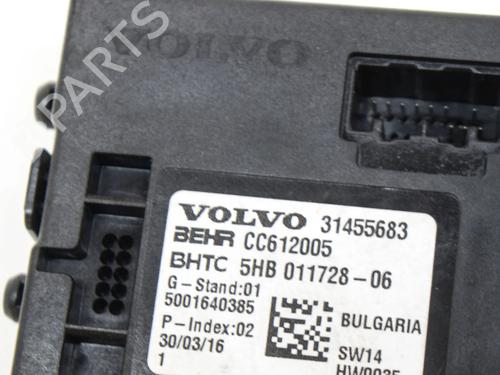 VOLVO
VOLVO 31455683
BEHR CC612005
BHTC 5HB 011728-06
G-Stand:01
5001640385
P-Index:02
30/03/16
1
BULGARIA
SW14
HW0035
B-PARTS